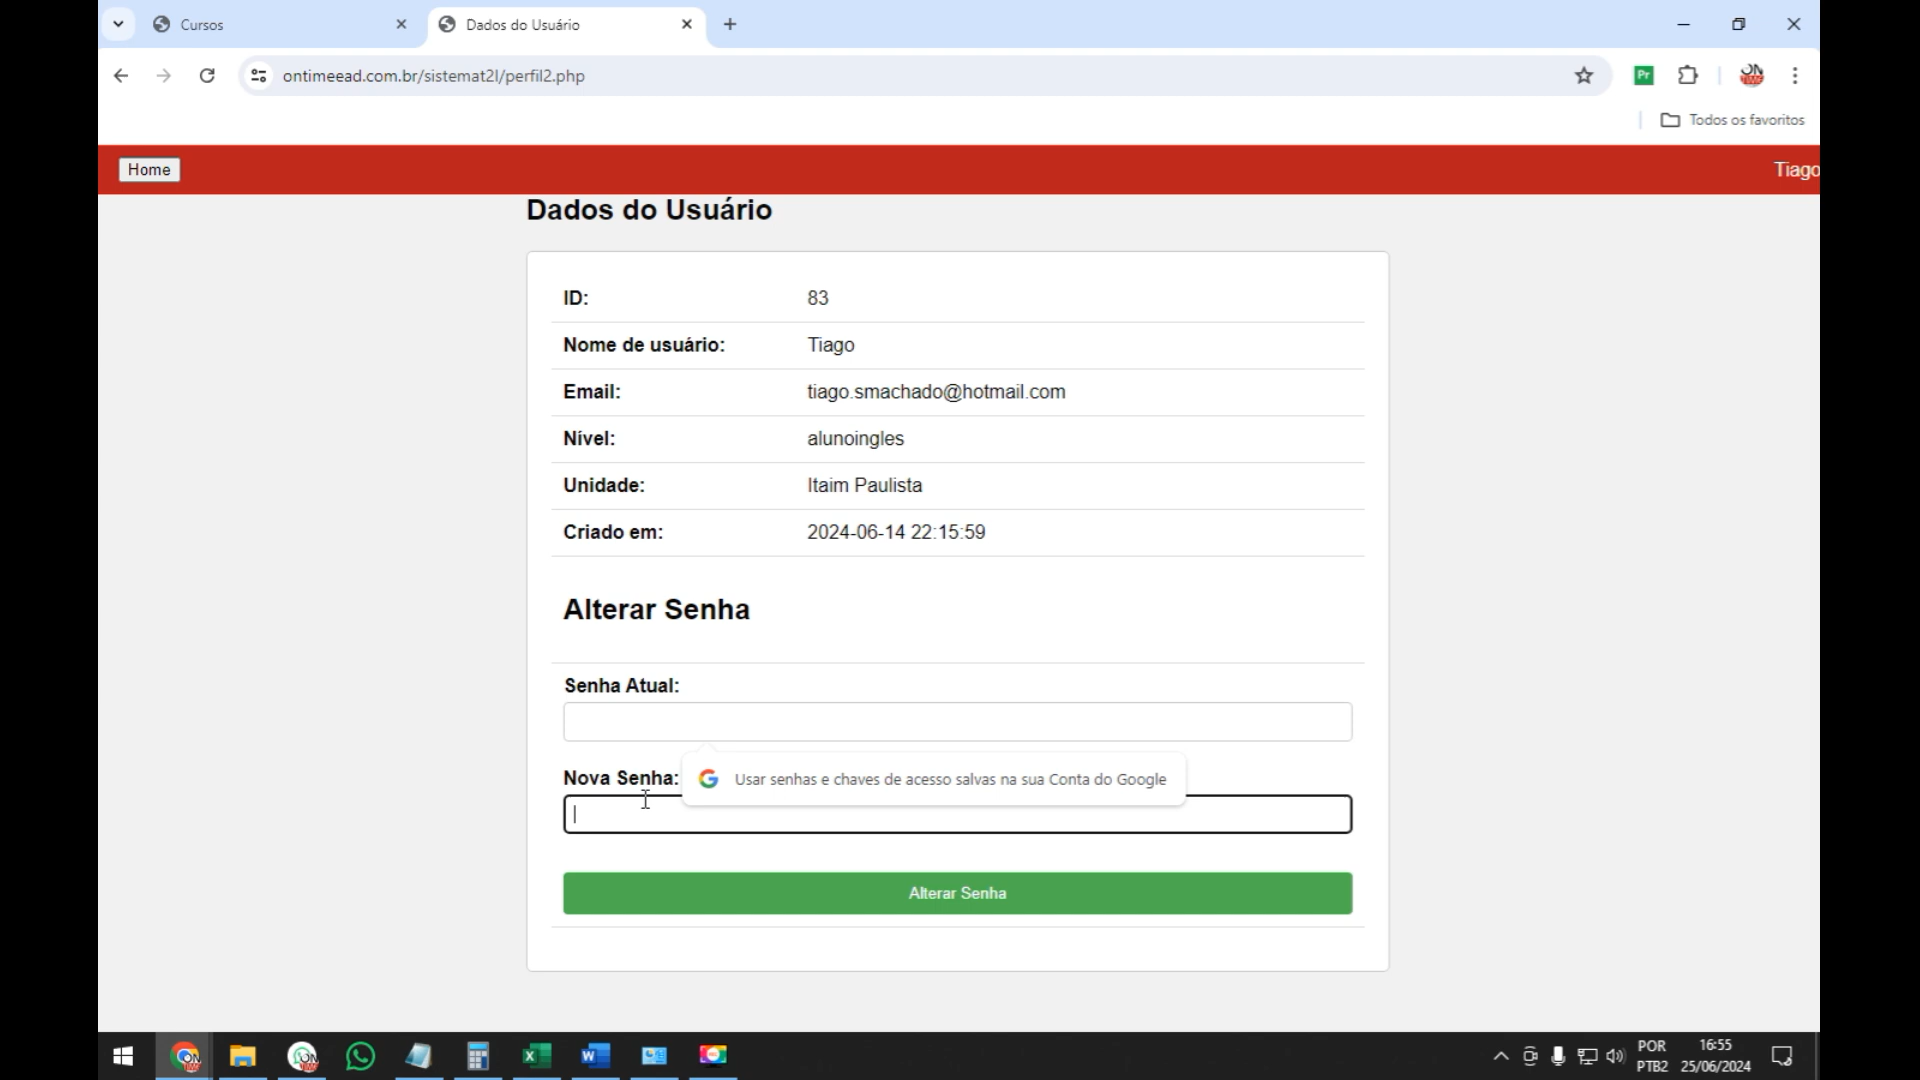 Cursos
Dados do Usuário
ontimeead.com.br/sistemat2l/perfil2.php
Pr
Todos os favoritos
Home
Tiago
Dados do Usuário
ID: 83
Nome de usuário: Tiago
Email: tiago.smachado@hotmail.com
Nível: alunoingles
Unidade: Itaim Paulista
Criado em: 2024-06-14 22:15:59
Alterar Senha
Senha Atual:
Nova Senha:
Usar senhas e chaves de acesso salvas na sua Conta do Google
Alterar Senha
POR
PTB2
16:55
25/06/2024